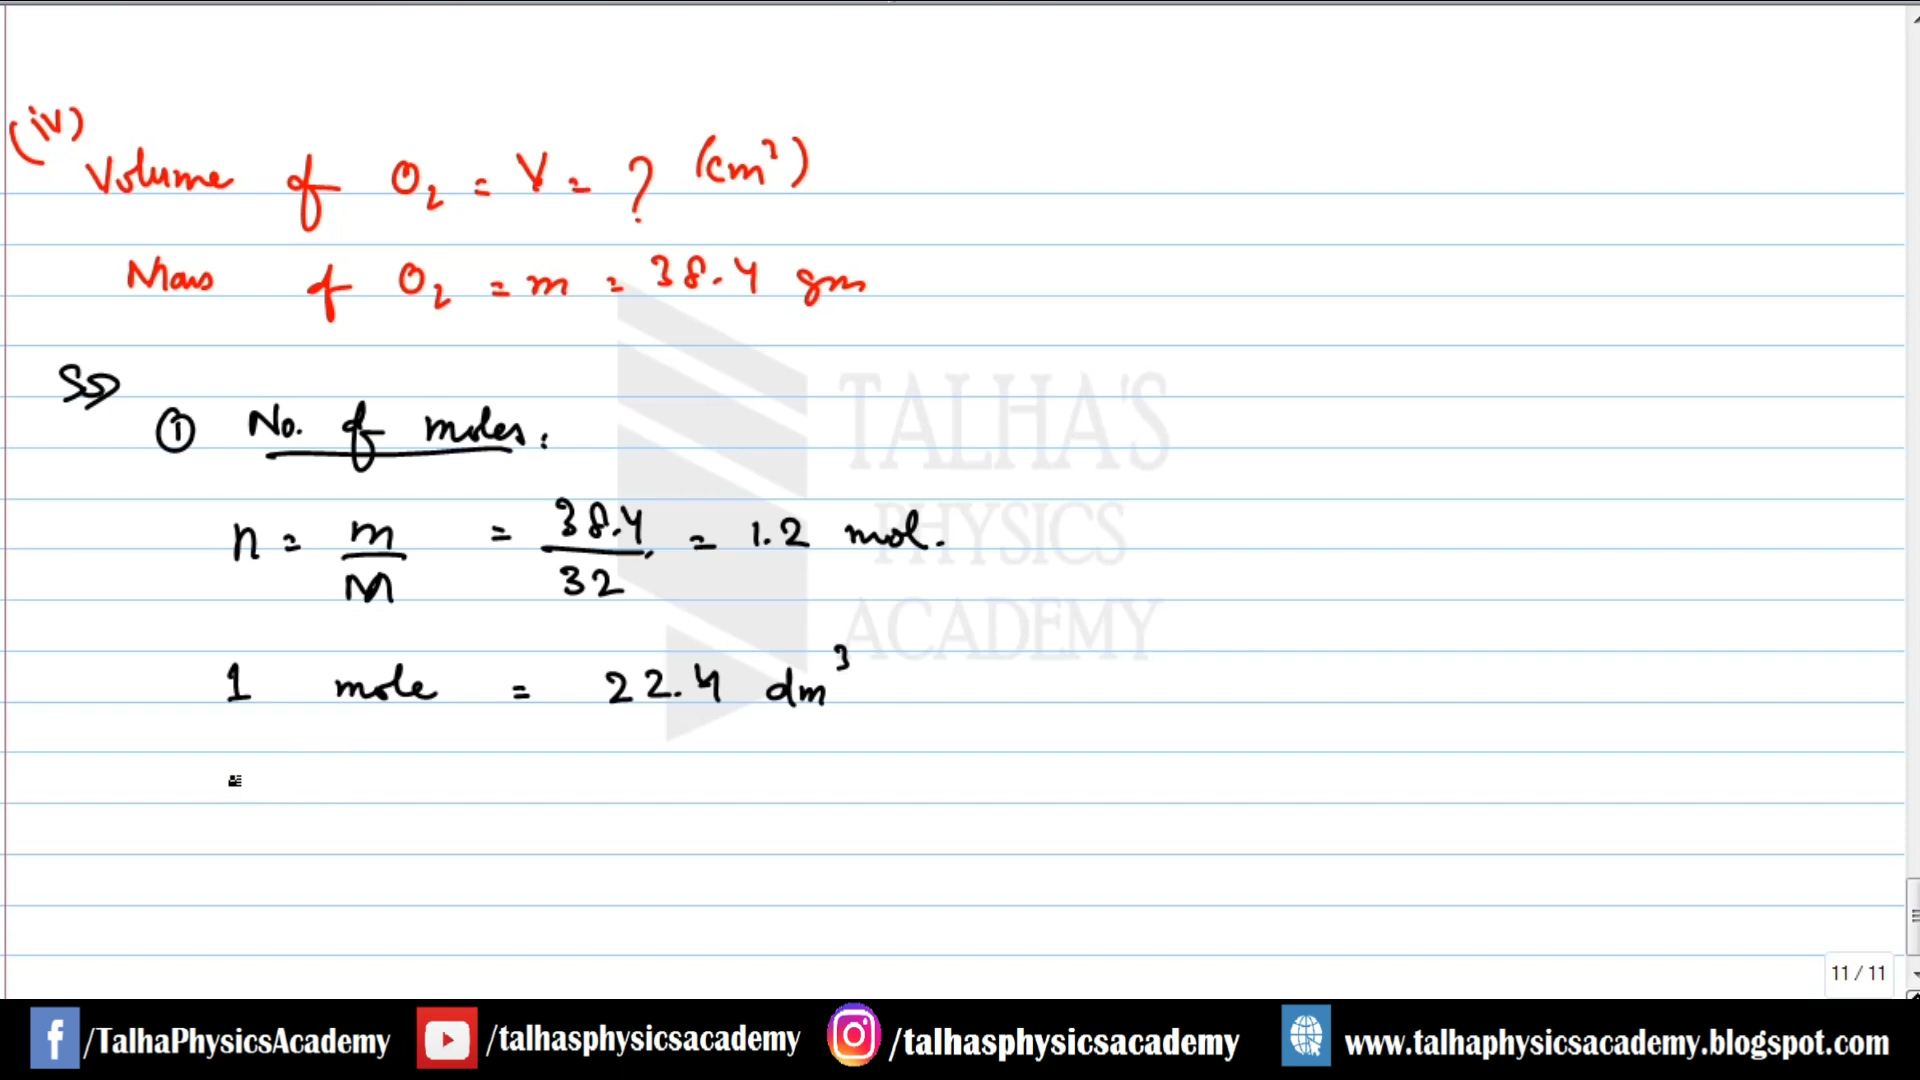 (iv)
Volume of O₂ = V = ? (cm³)
Mass of O₂ = m = 38.4 gm
Sol
① No. of moles:
n = m/M = 38.4/32 = 1.2 mol.
1 mole = 22.4 dm³
TALHA'S
PHYSICS
ACADEMY
11 / 11
/TalhaPhysicsAcademy /talhasphysicsacademy /talhasphysicsacademy www.talhaphysicsacademy.blogspot.com